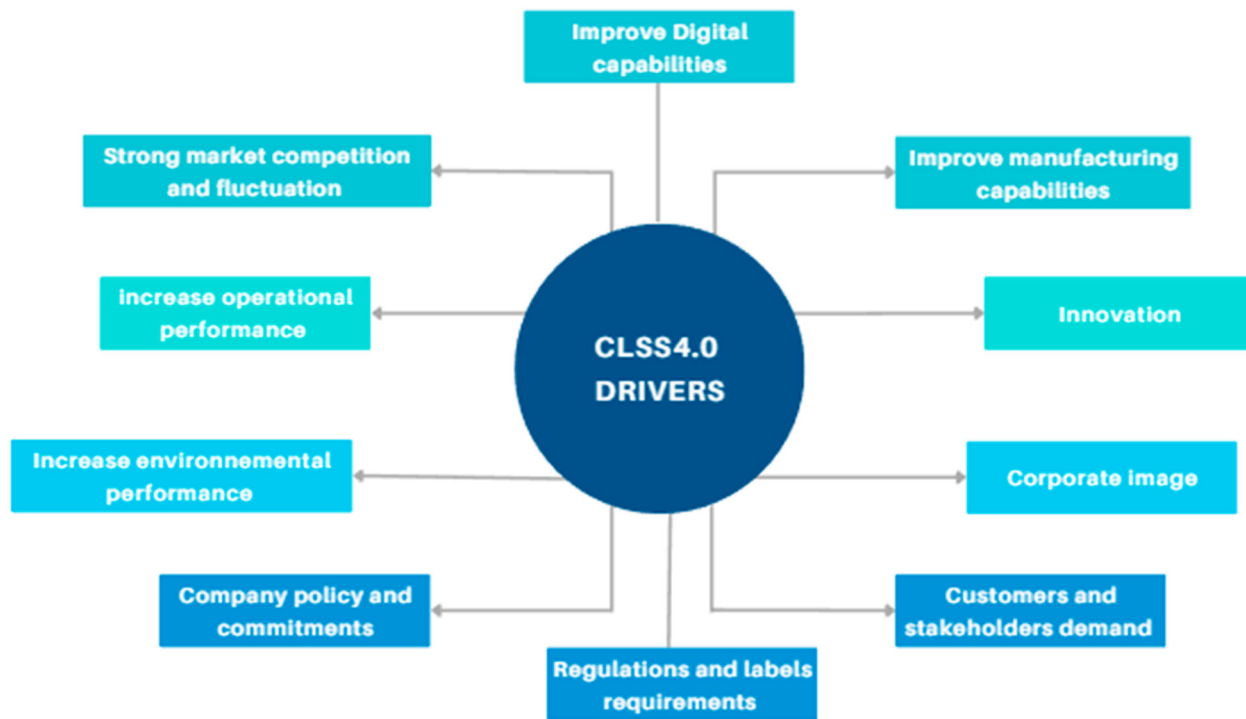 Improve Digital
capabilities
Strong market competition
and fluctuation
Improve manufacturing
capabilities
increase operational
performance
Innovation
CLSS4.0
DRIVERS
Increase environnemental
performance
Corporate image
Company policy and
commitments
Customers and
stakeholders demand
Regulations and labels
requirements